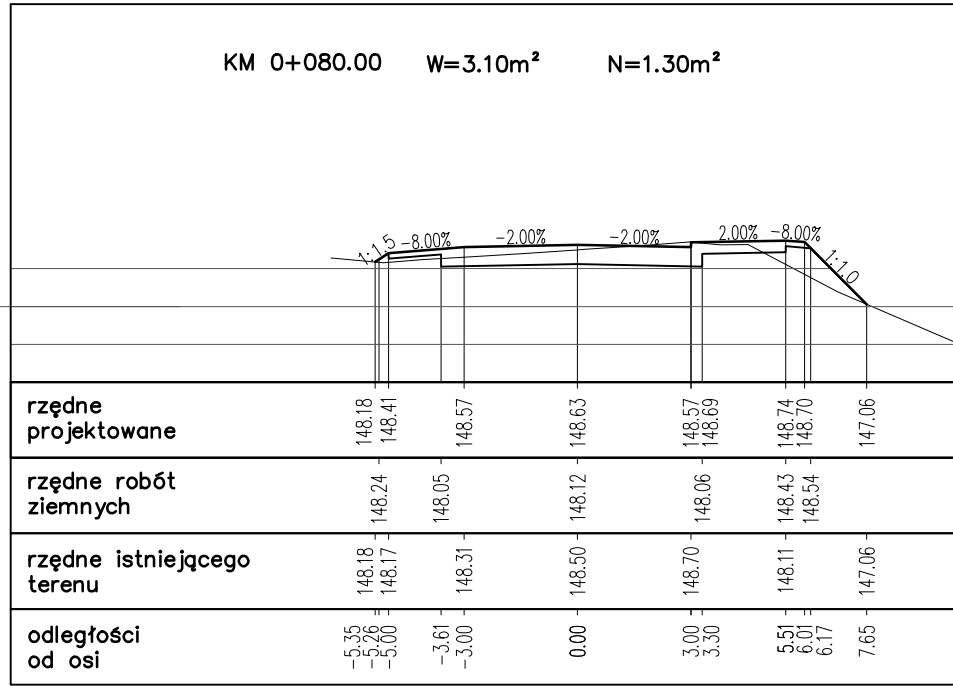 KM 0+080.00 W=3.10m² N=1.30m²
1:1.5 -8.00% -2.00% -2.00% 2.00% -8.00% 1:1.0
rzędne
projektowane
148.18 148.41 148.57 148.63 148.57 148.69 148.74 148.70 147.06
rzędne robót
ziemnych
148.24 148.05 148.12 148.06 148.43 148.54
rzędne istniejącego
terenu
148.18 148.17 148.31 148.50 148.70 148.11 147.06
odległości
od osi
-5.35 -5.26 -5.00 -3.61 -3.00 0.00 3.00 3.30 5.51 6.01 6.17 7.65